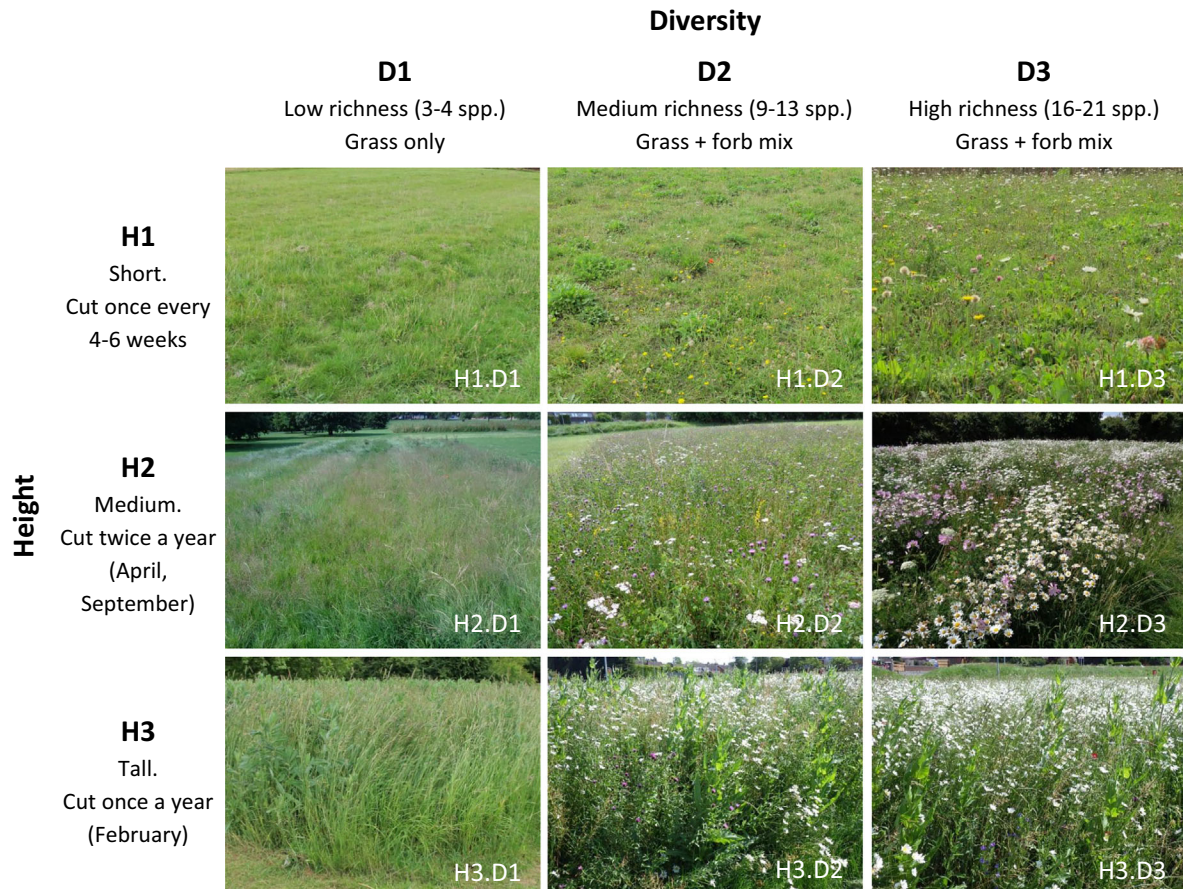 Diversity
D1
Low richness (3-4 spp.)
Grass only
D2
Medium richness (9-13 spp.)
Grass + forb mix
D3
High richness (16-21 spp.)
Grass + forb mix
Height
H1
Short.
Cut once every
4-6 weeks
H1.D1
H1.D2
H1.D3
H2
Medium.
Cut twice a year
(April,
September)
H2.D1
H2.D2
H2.D3
H3
Tall.
Cut once a year
(February)
H3.D1
H3.D2
H3.D3